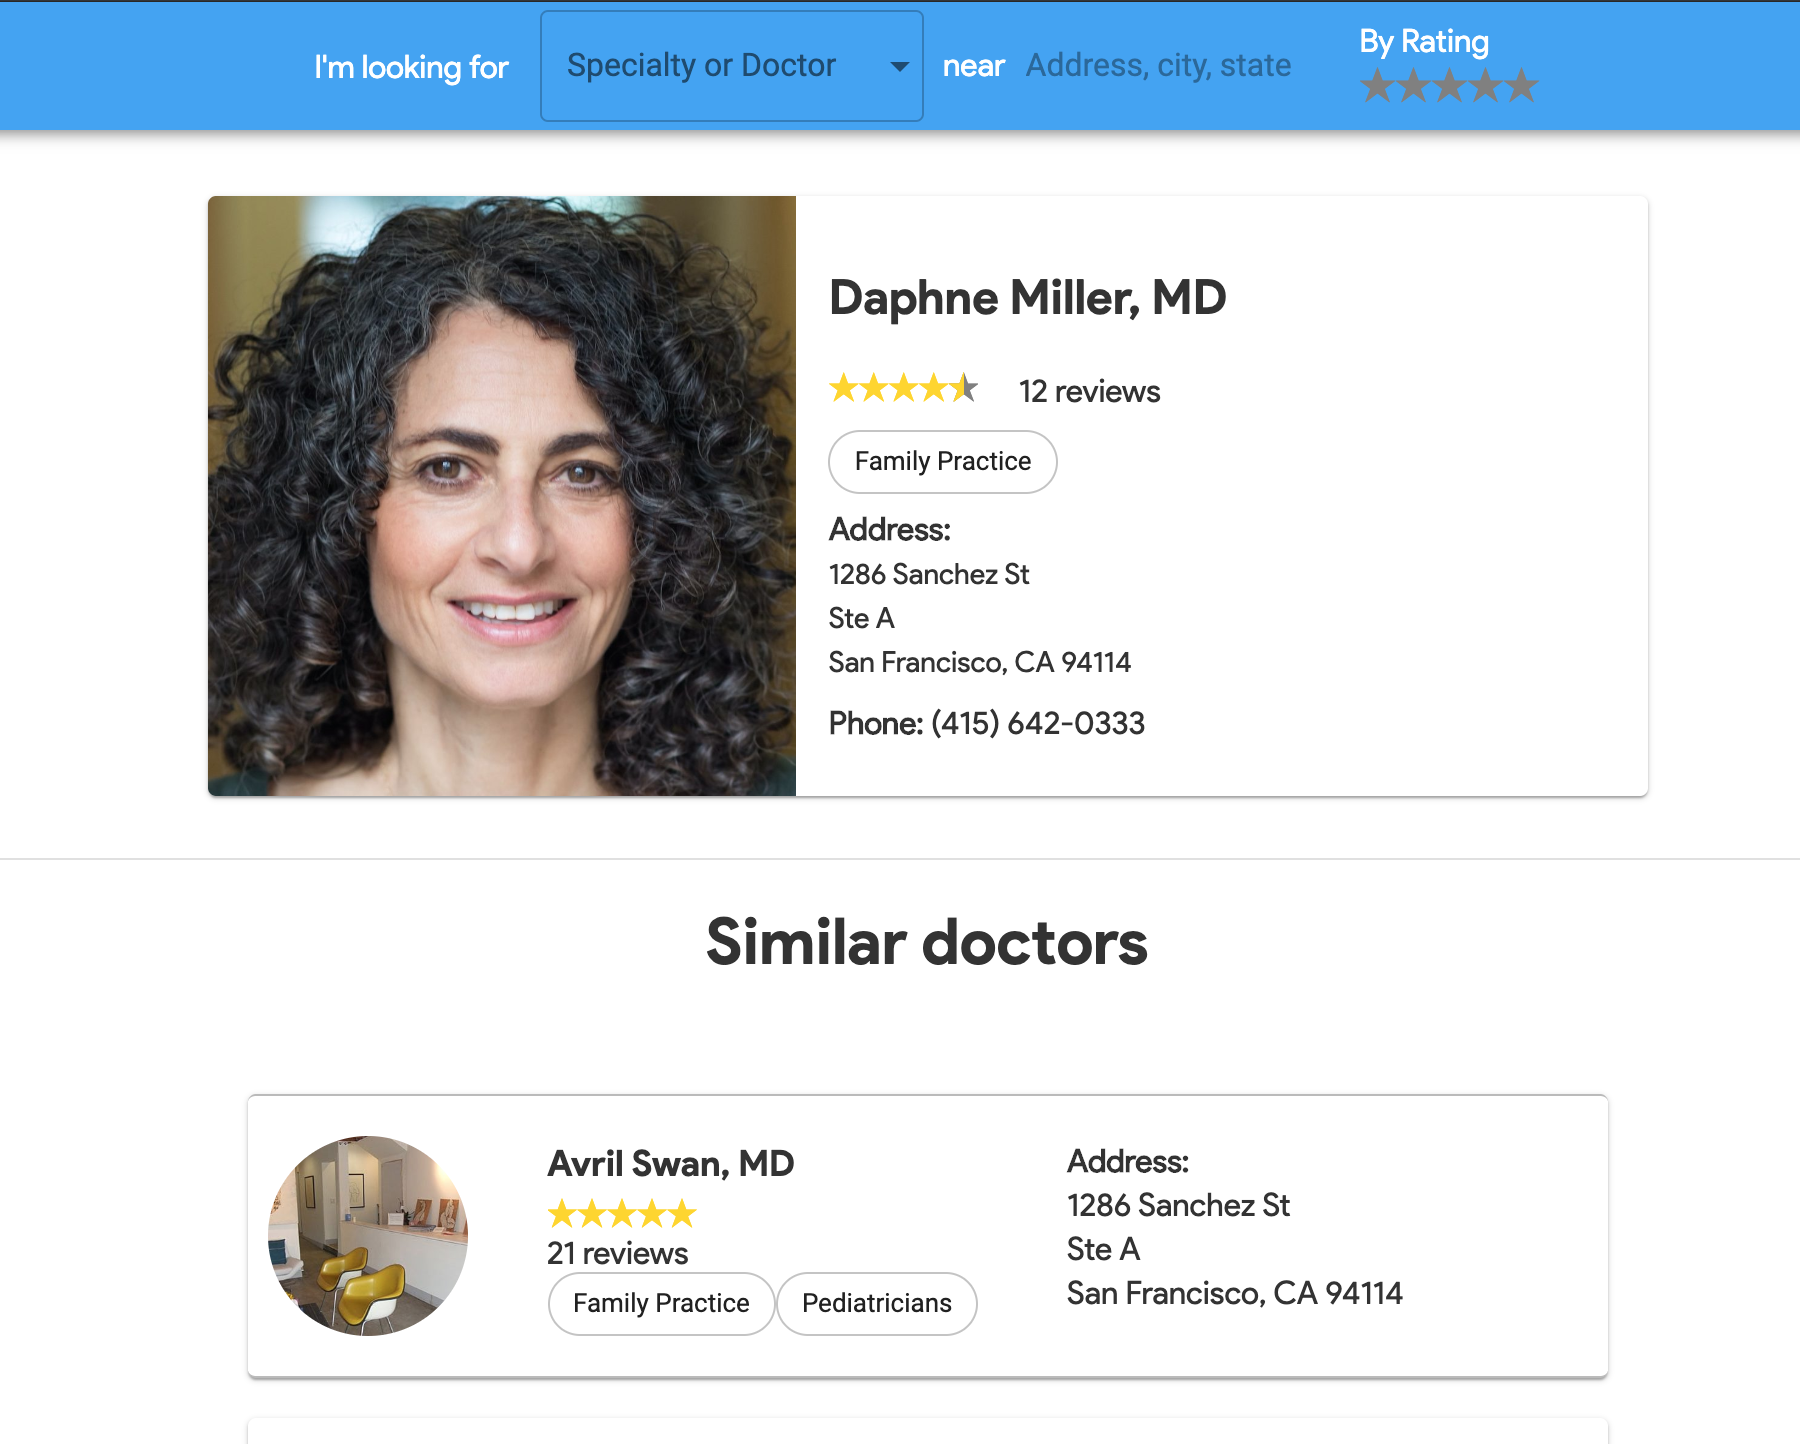 I'm looking for
Specialty or Doctor
near
Address, city, state
By Rating
Daphne Miller, MD
12 reviews
Family Practice
Address:
1286 Sanchez St
Ste A
San Francisco, CA 94114
Phone: (415) 642-0333
Similar doctors
Avril Swan, MD
21 reviews
Family Practice
Pediatricians
Address:
1286 Sanchez St
Ste A
San Francisco, CA 94114